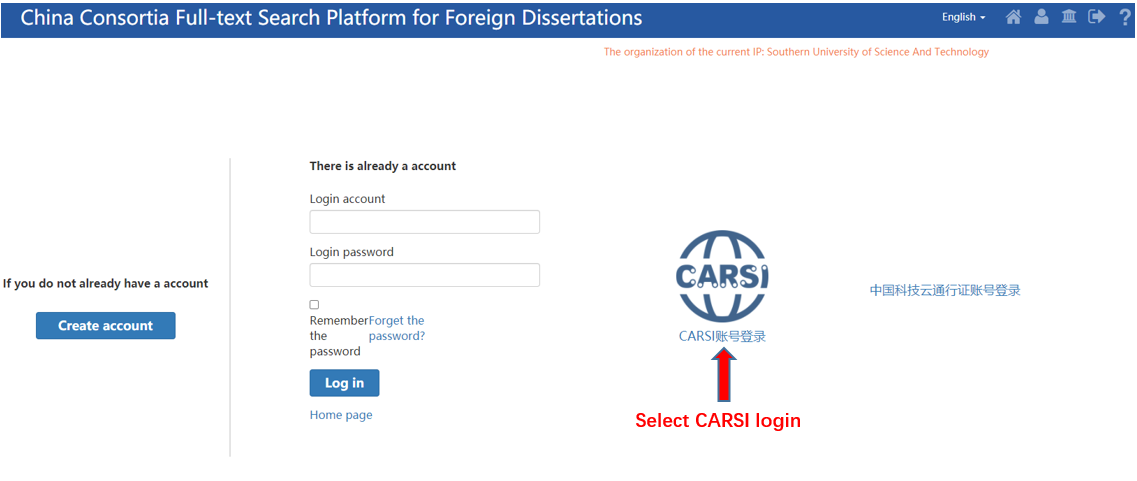 China Consortia Full-text Search Platform for Foreign Dissertations
English
?
The organization of the current IP: Southern University of Science And Technology
If you do not already have a account
Create account
There is already a account
Login account
Login password
Remember
the
password
Forget the
password?
Log in
Home page
CARSI
CARSI账号登录
Select CARSI login
中国科技云通行证账号登录